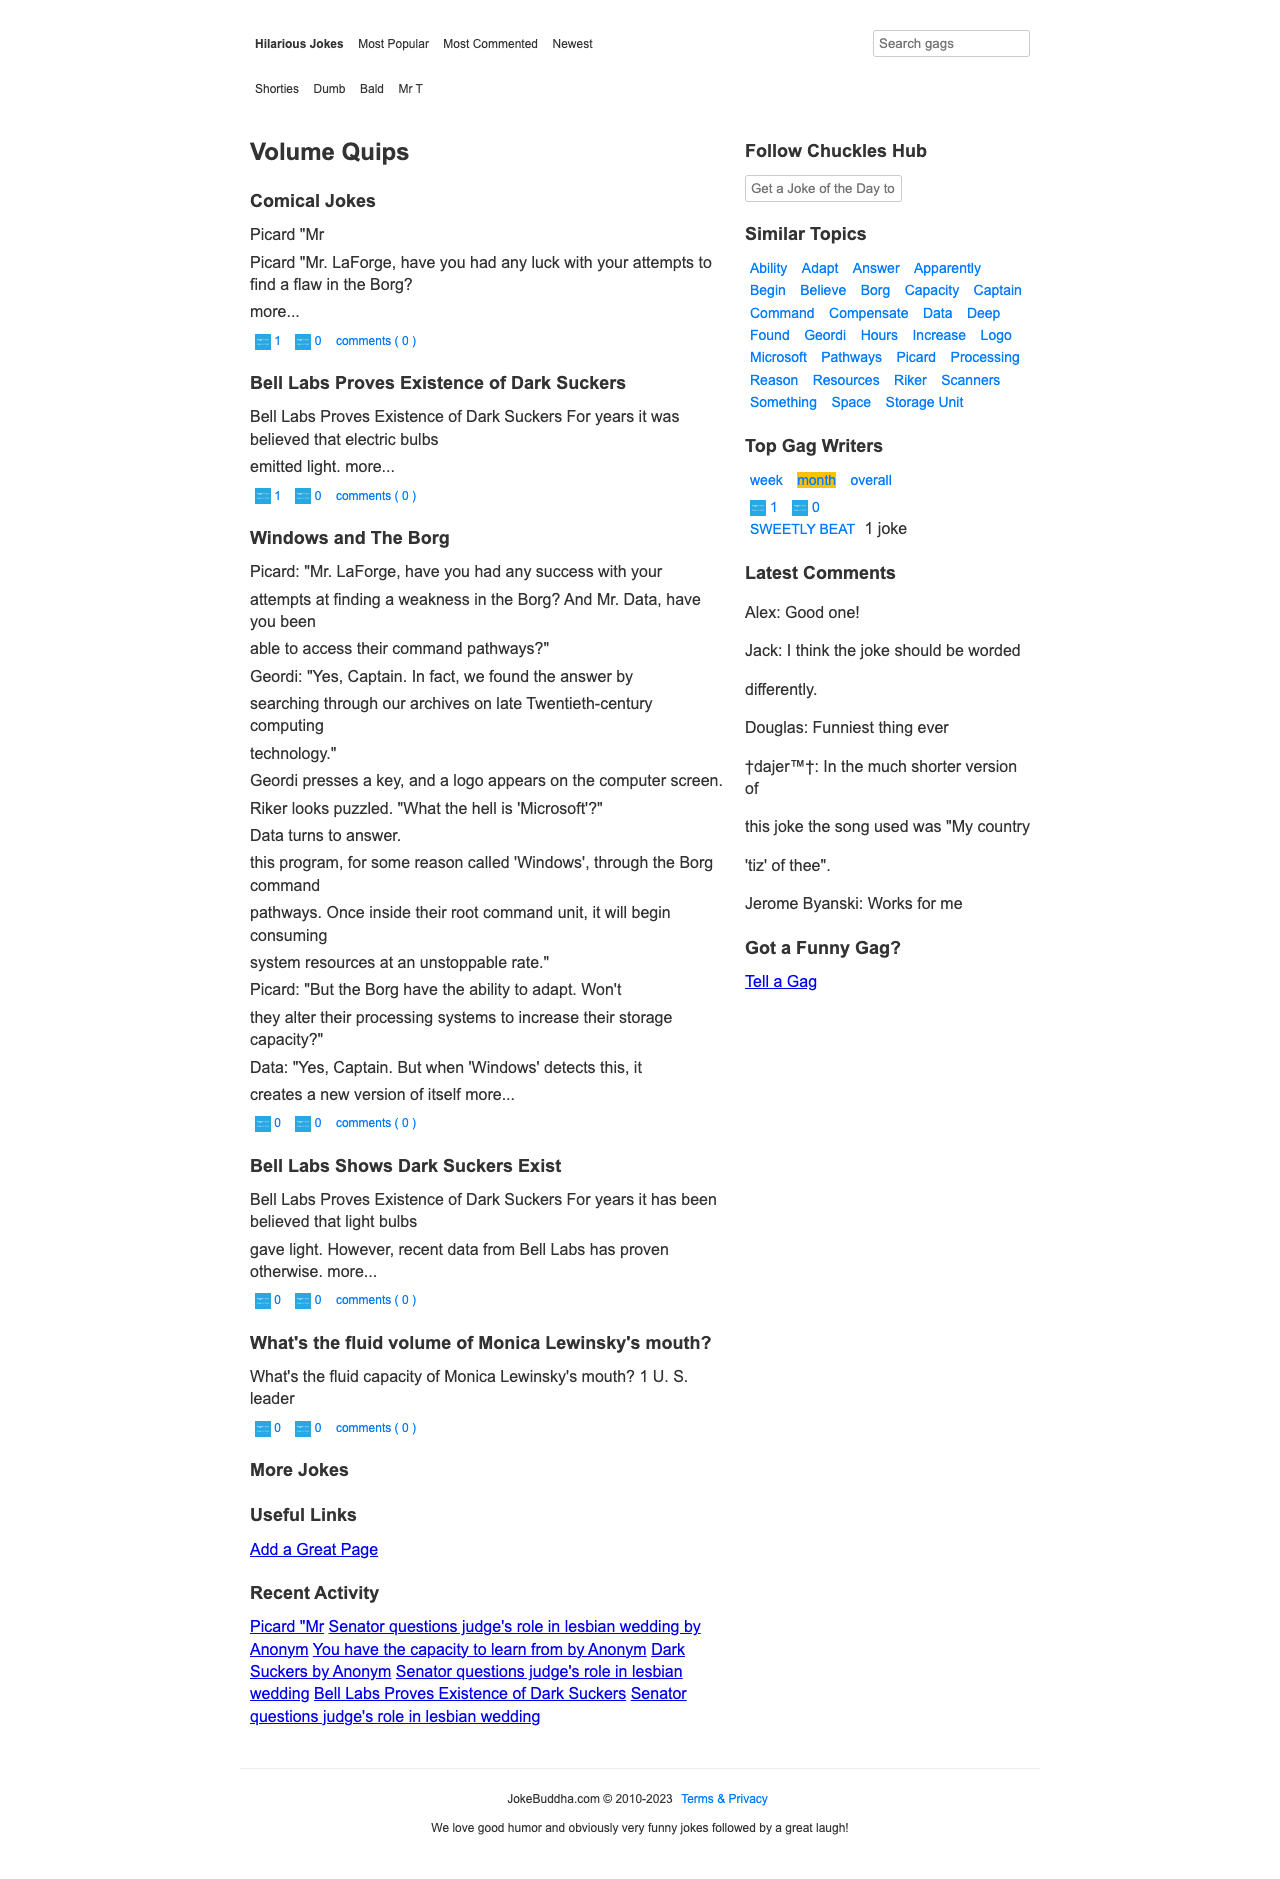 Hilarious Jokes Most Popular Most Commented Newest
Search gags
Shorties Dumb Bald Mr T
Volume Quips
Comical Jokes
Picard "Mr
Picard "Mr. LaForge, have you had any luck with your attempts to
find a flaw in the Borg?
more...
1 0 comments ( 0 )
Bell Labs Proves Existence of Dark Suckers
Bell Labs Proves Existence of Dark Suckers For years it was
believed that electric bulbs
emitted light. more...
1 0 comments ( 0 )
Windows and The Borg
Picard: "Mr. LaForge, have you had any success with your
attempts at finding a weakness in the Borg? And Mr. Data, have
you been
able to access their command pathways?"
Geordi: "Yes, Captain. In fact, we found the answer by
searching through our archives on late Twentieth-century
computing
technology."
Geordi presses a key, and a logo appears on the computer screen.
Riker looks puzzled. "What the hell is 'Microsoft'?"
Data turns to answer.
this program, for some reason called 'Windows', through the Borg
command
pathways. Once inside their root command unit, it will begin
consuming
system resources at an unstoppable rate."
Picard: "But the Borg have the ability to adapt. Won't
they alter their processing systems to increase their storage
capacity?"
Data: "Yes, Captain. But when 'Windows' detects this, it
creates a new version of itself more...
0 0 comments ( 0 )
Bell Labs Shows Dark Suckers Exist
Bell Labs Proves Existence of Dark Suckers For years it has been
believed that light bulbs
gave light. However, recent data from Bell Labs has proven
otherwise. more...
0 0 comments ( 0 )
What's the fluid volume of Monica Lewinsky's mouth?
What's the fluid capacity of Monica Lewinsky's mouth? 1 U. S.
leader
0 0 comments ( 0 )
More Jokes
Useful Links
Add a Great Page
Recent Activity
Picard "Mr Senator questions judge's role in lesbian wedding by
Anonym You have the capacity to learn from by Anonym Dark
Suckers by Anonym Senator questions judge's role in lesbian
wedding Bell Labs Proves Existence of Dark Suckers Senator
questions judge's role in lesbian wedding
Follow Chuckles Hub
Get a Joke of the Day to
Similar Topics
Ability Adapt Answer Apparently
Begin Believe Borg Capacity Captain
Command Compensate Data Deep
Found Geordi Hours Increase Logo
Microsoft Pathways Picard Processing
Reason Resources Riker Scanners
Something Space Storage Unit
Top Gag Writers
week month overall
1 0
SWEETLY BEAT 1 joke
Latest Comments
Alex: Good one!
Jack: I think the joke should be worded
differently.
Douglas: Funniest thing ever
†dajer™†: In the much shorter version
of
this joke the song used was "My country
'tiz' of thee".
Jerome Byanski: Works for me
Got a Funny Gag?
Tell a Gag
JokeBuddha.com © 2010-2023 Terms & Privacy
We love good humor and obviously very funny jokes followed by a great laugh!